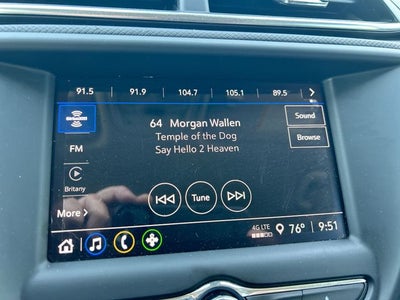 91.5 91.9 104.7 105.1 89.5
64 Morgan Wallen
Sound
Temple of the Dog
Browse
Say Hello 2 Heaven
FM
Britany
Tune
More
4G LTE 76° 9:51